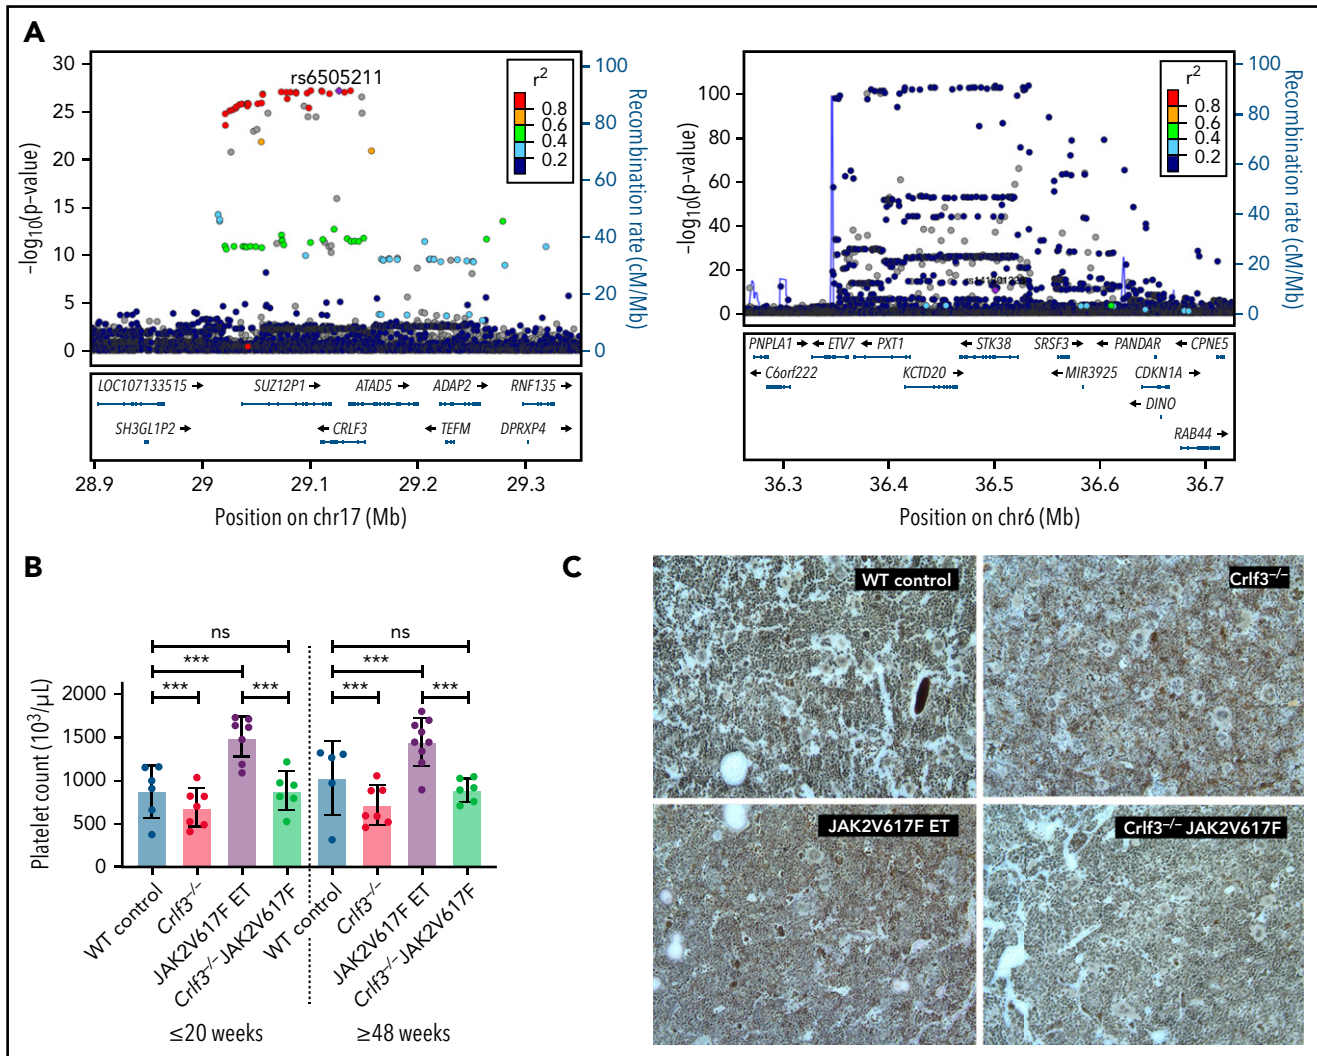 A
30
25
20
15
10
5
0
−log10(p−value)
rs6505211
r2
0.8
0.6
0.4
0.2
100
80
60
40
20
0
Recombination rate (cM/Mb)
LOC107133515
SUZ12P1
ATAD5
ADAP2
RNF135
SH3GL1P2
CRLF3
TEFM
DPRXP4
28.9
29
29.1
29.2
29.3
Position on chr17 (Mb)
100
80
60
40
20
0
−log10(p−value)
r2
0.8
0.6
0.4
0.2
100
80
60
40
20
0
Recombination rate (cM/Mb)
PNPLA1
ETV7
PXT1
STK38
SRSF3
PANDAR
CPNE5
C6orf222
KCTD20
MIR3925
CDKN1A
DINO
RAB44
36.3
36.4
36.5
36.6
36.7
Position on chr6 (Mb)
B
ns
ns
***
***
***
***
***
***
2000
1500
1000
500
0
Platelet count (10³/µL)
WT control
Crlf3−/−
JAK2V617F ET
Crlf3−/− JAK2V617F
WT control
Crlf3−/−
JAK2V617F ET
Crlf3−/− JAK2V617F
≤20 weeks
≥48 weeks
C
WT control
Crlf3−/−
JAK2V617F ET
Crlf3−/− JAK2V617F